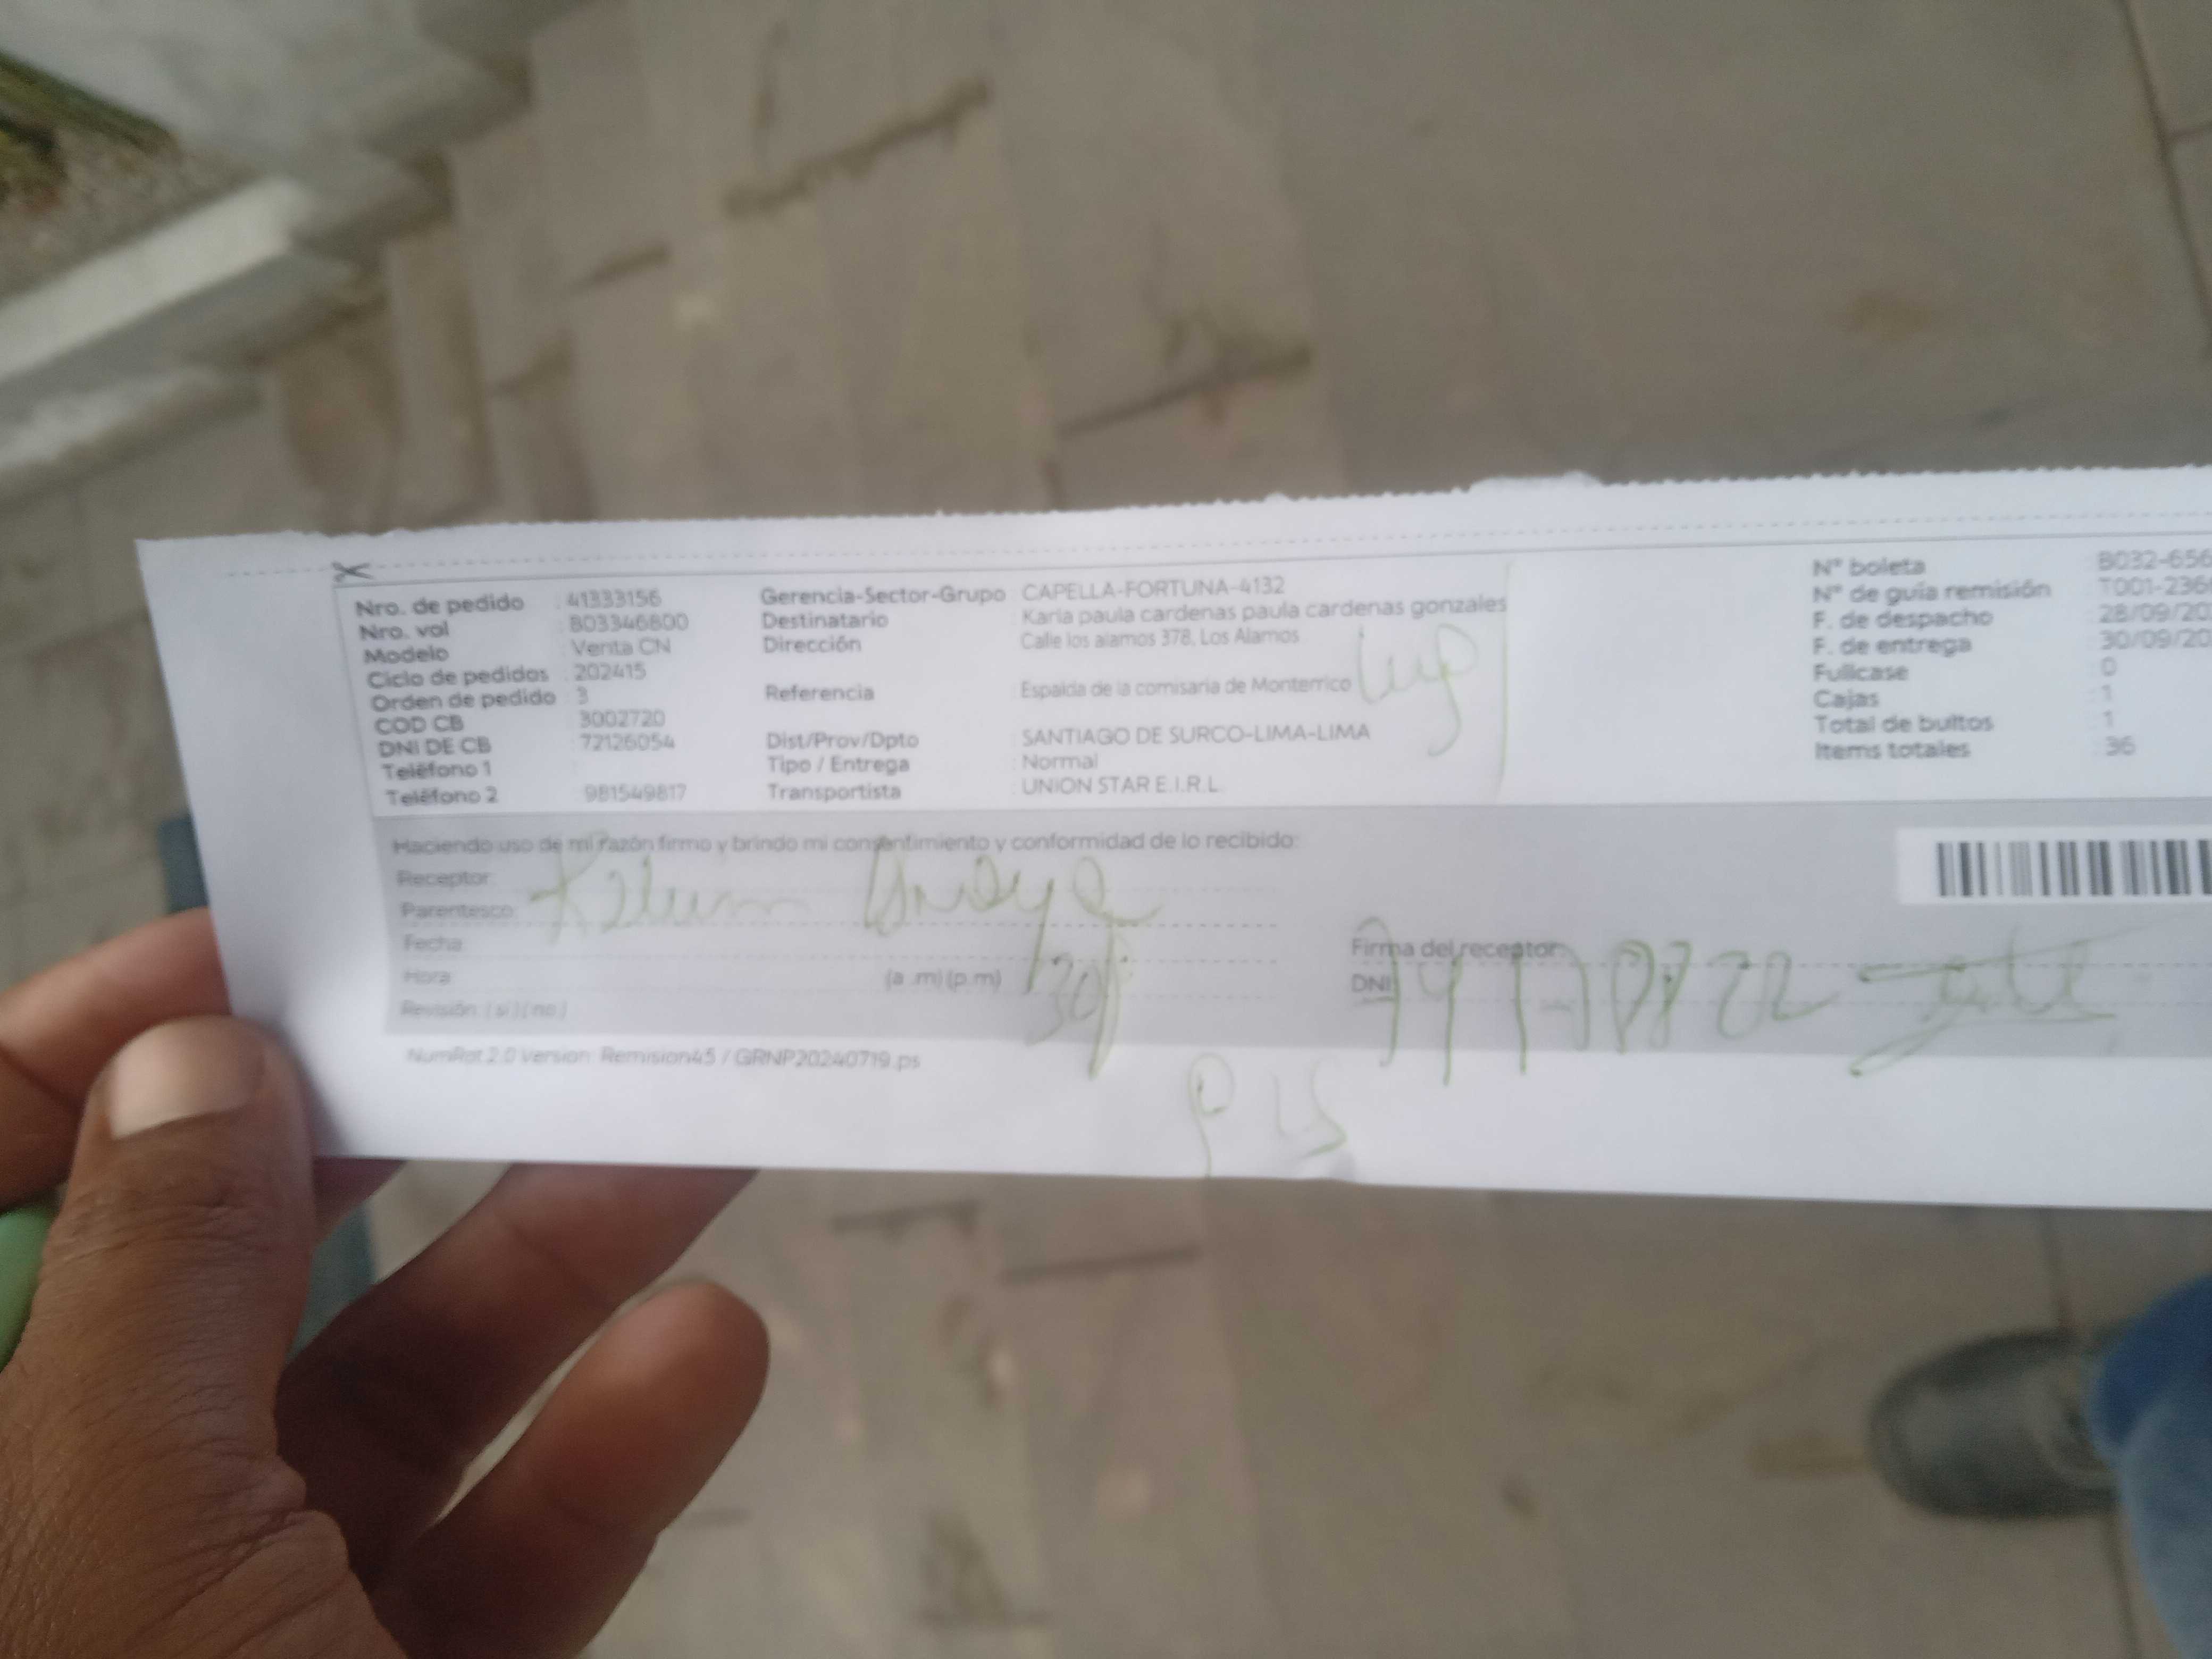 Nro. de pedido : 41333156
Nro. vol : 803346800
Modelo : Venta CN
Ciclo de pedidos : 202415
Orden de pedido : 3
COD CB : 3002720
DNI DE CB : 72126054
Teléfono 1 :
Teléfono 2 : 981549817
Gerencia-Sector-Grupo : CAPELLA-FORTUNA-4132
Destinatario : Karla paula cardenas paula cardenas gonzales
Dirección : Calle los alamos 378, Los Alamos
Referencia : Espalda de la comisaria de Monterrico
Dist/Prov/Dpto : SANTIAGO DE SURCO-LIMA-LIMA
Tipo / Entrega : Normal
Transportista : UNION STAR E.I.R.L.
N° boleta : B032-656
N° de guía remisión : T001-236
F. de despacho : 28/09/20
F. de entrega : 30/09/20
Fullcase : 0
Cajas : 1
Total de bultos : 1
Items totales : 36
Haciendo uso de mi razón firmo y brindo mi consentimiento y conformidad de lo recibido:
Receptor:
Parentesco:
Fecha:
Hora: (a .m) (p.m)
Revisión: ( si ) ( no )
Firma del receptor:
DNI:
NumRot 2.0 Version: Remision45 / GRNP20240719.ps